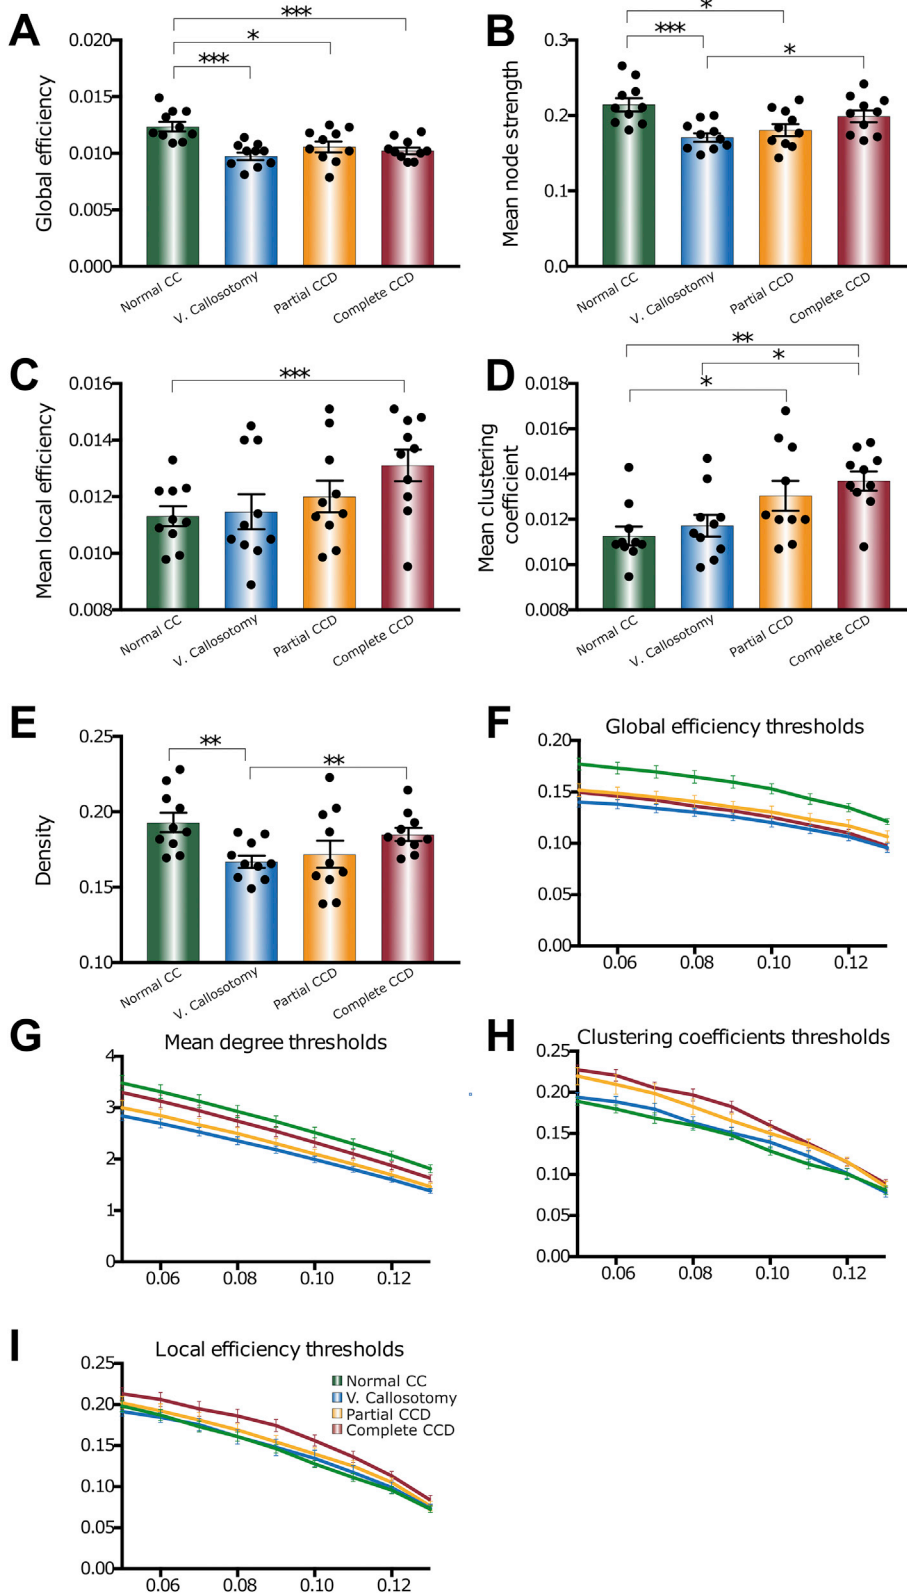 A
***
*
***
0.020
0.015
0.010
0.005
0.000
Global efficiency
Normal CC
V. Callosotomy
Partial CCD
Complete CCD
B
*
***
*
0.3
0.2
0.1
0.0
Mean node strength
Normal CC
V. Callosotomy
Partial CCD
Complete CCD
C
***
0.016
0.014
0.012
0.010
0.008
Mean local efficiency
Normal CC
V. Callosotomy
Partial CCD
Complete CCD
D
**
*
*
0.018
0.016
0.014
0.012
0.010
0.008
Mean clustering
coefficient
Normal CC
V. Callosotomy
Partial CCD
Complete CCD
E
**
**
0.25
0.20
0.15
0.10
Density
Normal CC
V. Callosotomy
Partial CCD
Complete CCD
F
Global efficiency thresholds
0.20
0.15
0.10
0.05
0.00
0.06 0.08 0.10 0.12
G
Mean degree thresholds
4
3
2
1
0
0.06 0.08 0.10 0.12
H
Clustering coefficients thresholds
0.25
0.20
0.15
0.10
0.05
0.00
0.06 0.08 0.10 0.12
I
Local efficiency thresholds
0.25
0.20
0.15
0.10
0.05
0.00
Normal CC
V. Callosotomy
Partial CCD
Complete CCD
0.06 0.08 0.10 0.12